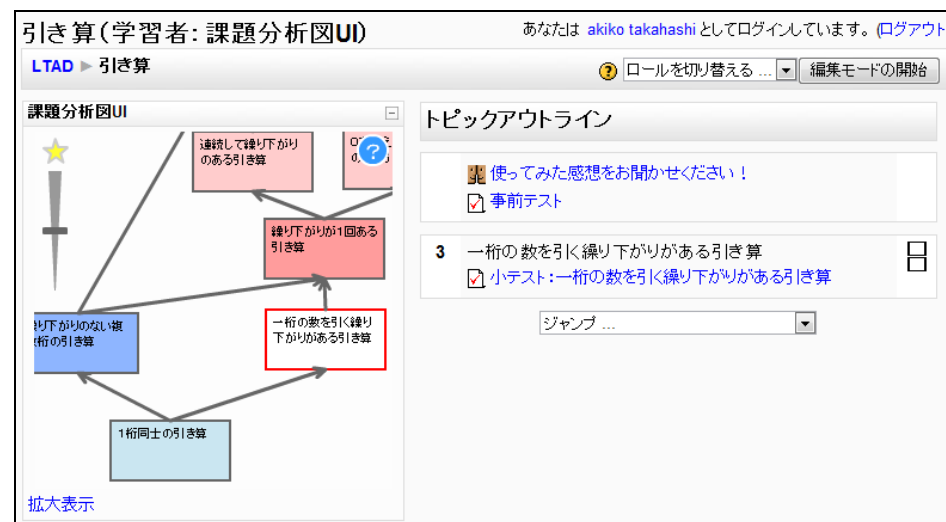 引き算(学習者: 課題分析図UI)
あなたは akiko takahashi としてログインしています。(ログアウト
LTAD ► 引き算
ロールを切り替える ...
編集モードの開始
課題分析図UI
連続して繰り下がり
のある引き算
繰り下がりが1回ある
引き算
り下がりのない複
桁の引き算
一桁の数を引く繰り
下がりがある引き算
1桁同士の引き算
拡大表示
トピックアウトライン
使ってみた感想をお聞かせください！
事前テスト
3 一桁の数を引く繰り下がりがある引き算
小テスト：一桁の数を引く繰り下がりがある引き算
ジャンプ ...